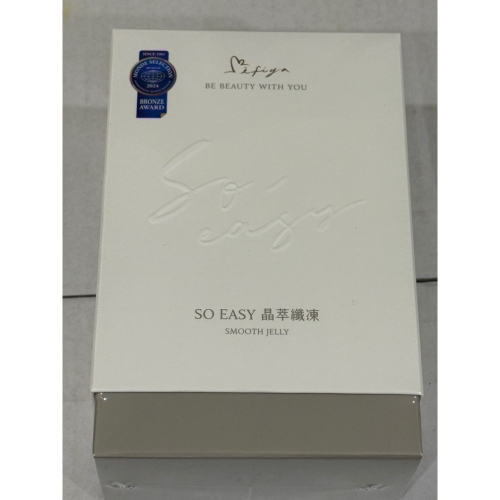 SINCE 1961
MONDE SELECTION
2024
BRONZE
AWARD
Mifiya
BE BEAUTY WITH YOU
So
easy
SO EASY 晶萃纖凍
SMOOTH JELLY